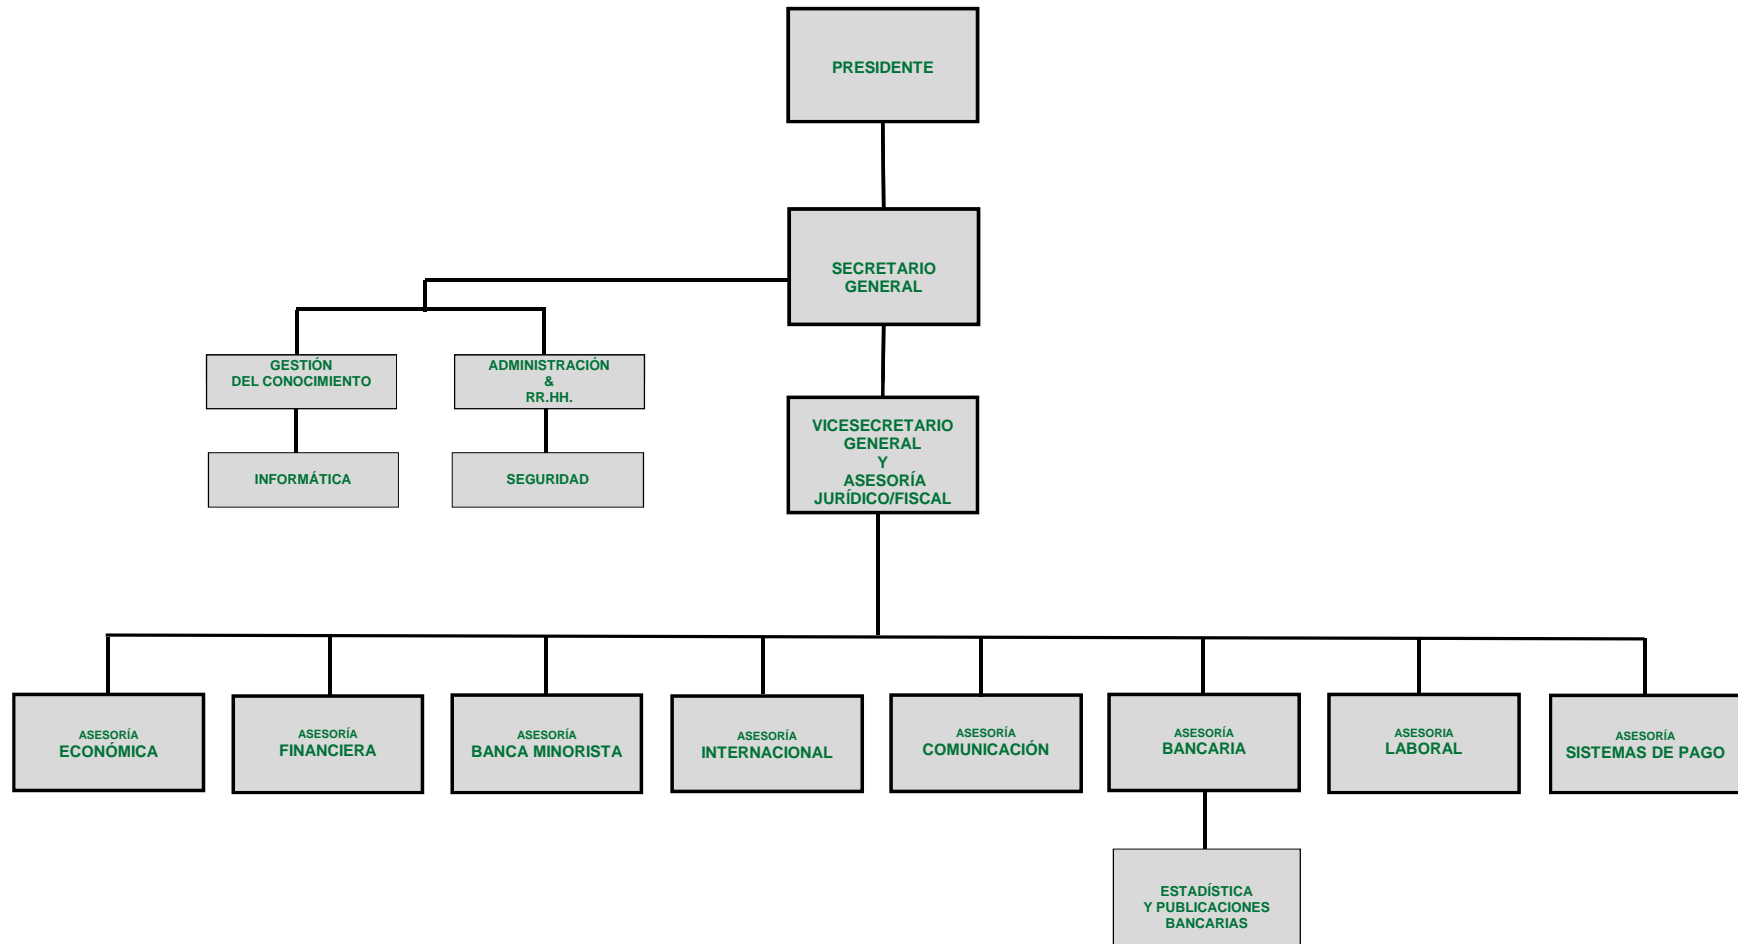 PRESIDENTE
SECRETARIO
GENERAL
GESTIÓN
DEL CONOCIMIENTO
ADMINISTRACIÓN
&
RR.HH.
INFORMÁTICA
SEGURIDAD
VICESECRETARIO
GENERAL
Y
ASESORÍA
JURÍDICO/FISCAL
ASESORÍA
ECONÓMICA
ASESORÍA
FINANCIERA
ASESORÍA
BANCA MINORISTA
ASESORÍA
INTERNACIONAL
ASESORÍA
COMUNICACIÓN
ASESORÍA
BANCARIA
ASESORIA
LABORAL
ASESORÍA
SISTEMAS DE PAGO
ESTADÍSTICA
Y PUBLICACIONES
BANCARIAS